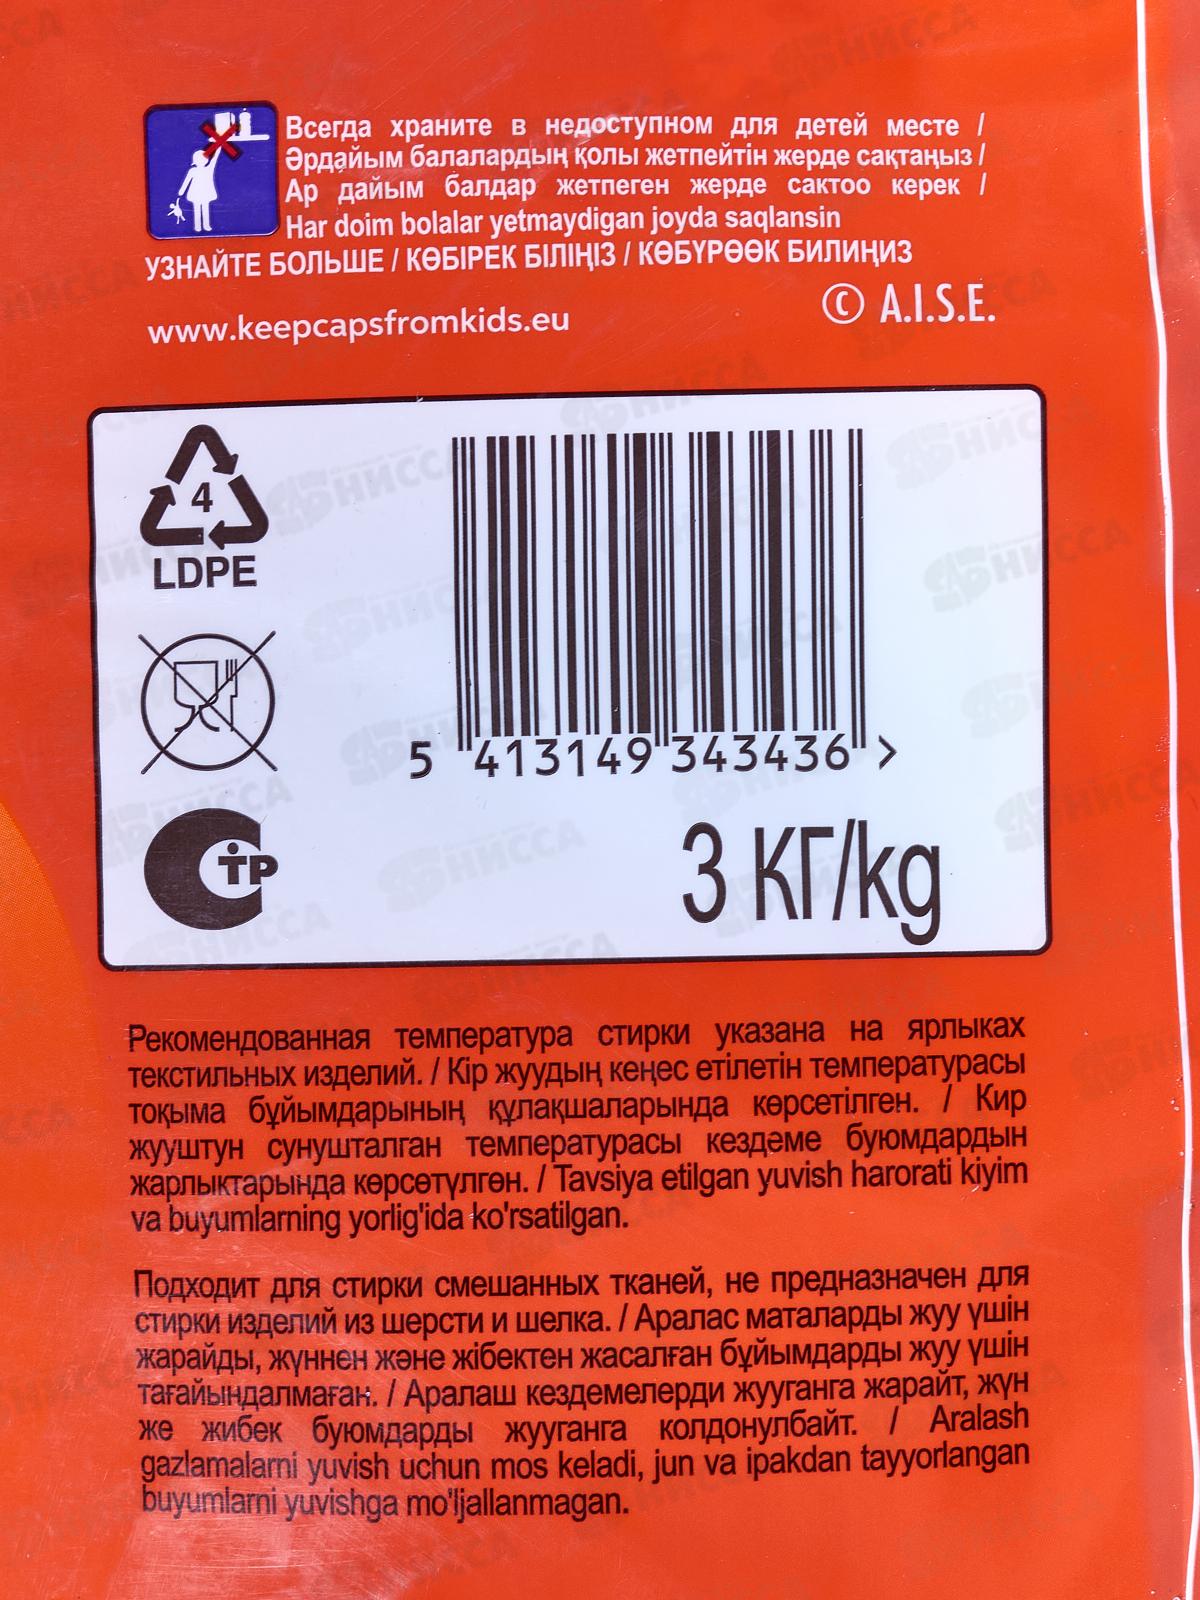 Всегда храните в недоступном для детей месте /
Әрдайым балалардың қолы жетпейтін жерде сақтаңыз /
Ар дайым балдар жетпеген жерде сактоо керек /
Har doim bolalar yetmaydigan joyda saqlansin
УЗНАЙТЕ БОЛЬШЕ / КӨБІРЕК БІЛІҢІЗ / КӨБҮРӨӨК БИЛИҢИЗ
www.keepcapsfromkids.eu
© A.I.S.E.
4
LDPE
5 413149 343436 >
СТР
3 КГ/kg
Рекомендованная температура стирки указана на ярлыках
текстильных изделий. / Кір жуудың кеңес етілетін температурасы
тоқыма бұйымдарының құлақшаларында көрсетілген. / Кир
жууштун сунушталган температурасы кездеме буюмдардын
жарлыктарында көрсөтүлгөн. / Tavsiya etilgan yuvish harorati kiyim
va buyumlarning yorlig'ida ko'rsatilgan.
Подходит для стирки смешанных тканей, не предназначен для
стирки изделий из шерсти и шелка. / Аралас маталарды жуу үшін
жарайды, жүннен және жібектен жасалған бұйымдарды жуу үшін
тағайындалмаған. / Аралаш кездемелерди жууганга жарайт, жүн
же жибек буюмдарды жууганга колдонулбайт. / Aralash
gazlamalarni yuvish uchun mos keladi, jun va ipakdan tayyorlangan
buyumlarni yuvishga mo'ljallanmagan.
НИССА